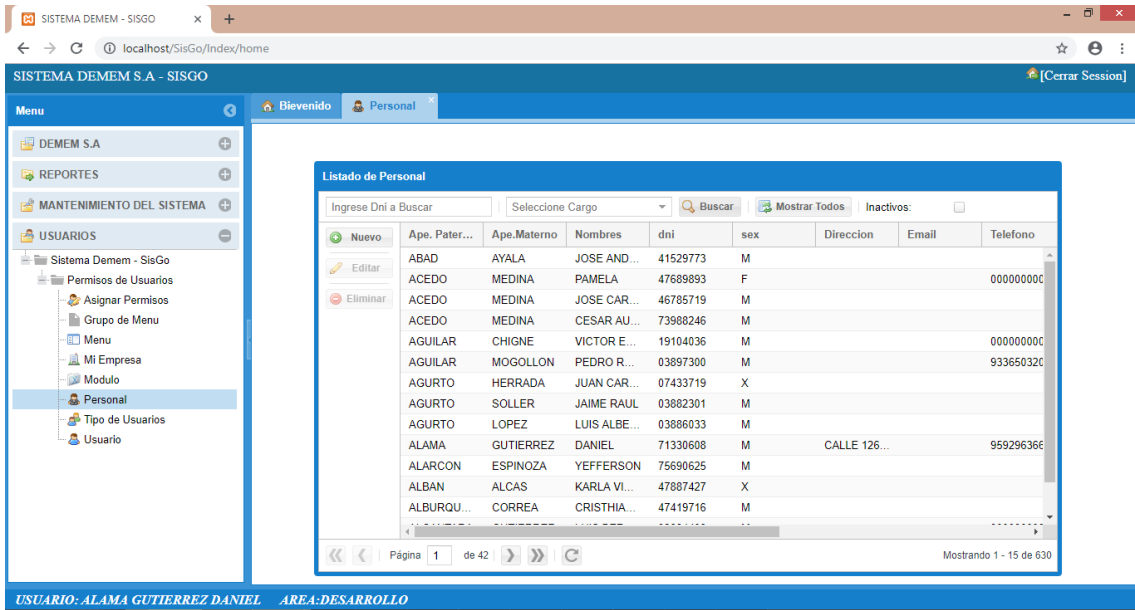 SISTEMA DEMEM - SISGO
localhost/SisGo/Index/home
SISTEMA DEMEM S.A - SISGO
[Cerrar Session]
Menu
Bievenido
Personal
DEMEM S.A
REPORTES
MANTENIMIENTO DEL SISTEMA
USUARIOS
Sistema Demem - SisGo
Permisos de Usuarios
Asignar Permisos
Grupo de Menu
Menu
Mi Empresa
Modulo
Personal
Tipo de Usuarios
Usuario
Listado de Personal
Ingrese Dni a Buscar Seleccione Cargo Buscar Mostrar Todos Inactivos:
Nuevo
Editar
Eliminar
Ape. Pater... Ape.Materno Nombres dni sex Direccion Email Telefono
ABAD AYALA JOSE AND... 41529773 M
ACEDO MEDINA PAMELA 47689893 F 000000000
ACEDO MEDINA JOSE CAR... 46785719 M
ACEDO MEDINA CESAR AU... 73988246 M
AGUILAR CHIGNE VICTOR E... 19104036 M 000000000
AGUILAR MOGOLLON PEDRO R... 03897300 M 933650320
AGURTO HERRADA JUAN CAR... 07433719 X
AGURTO SOLLER JAIME RAUL 03882301 M
AGURTO LOPEZ LUIS ALBE... 03886033 M
ALAMA GUTIERREZ DANIEL 71330608 M CALLE 126... 959296366
ALARCON ESPINOZA YEFFERSON 75690625 M
ALBAN ALCAS KARLA VI... 47887427 X
ALBURQU... CORREA CRISTHIA... 47419716 M
Página 1 de 42
Mostrando 1 - 15 de 630
USUARIO: ALAMA GUTIERREZ DANIEL AREA:DESARROLLO